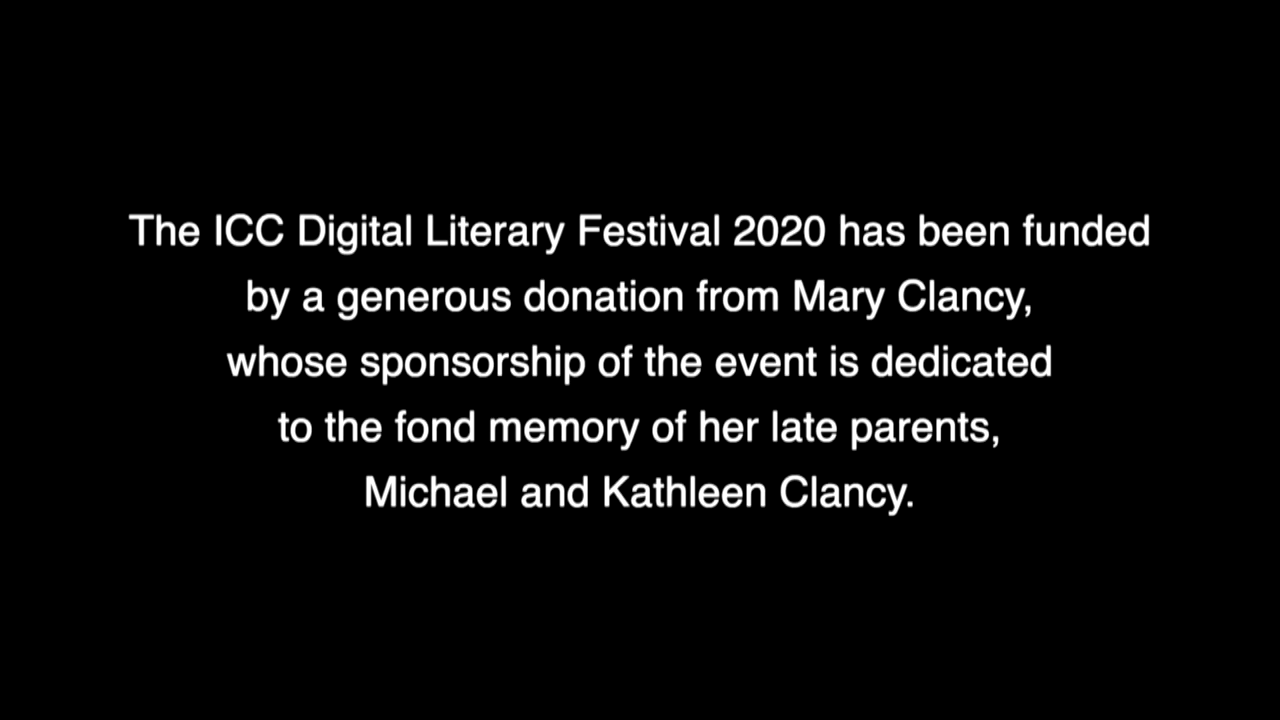 The ICC Digital Literary Festival 2020 has been funded
by a generous donation from Mary Clancy,
whose sponsorship of the event is dedicated
to the fond memory of her late parents,
Michael and Kathleen Clancy.